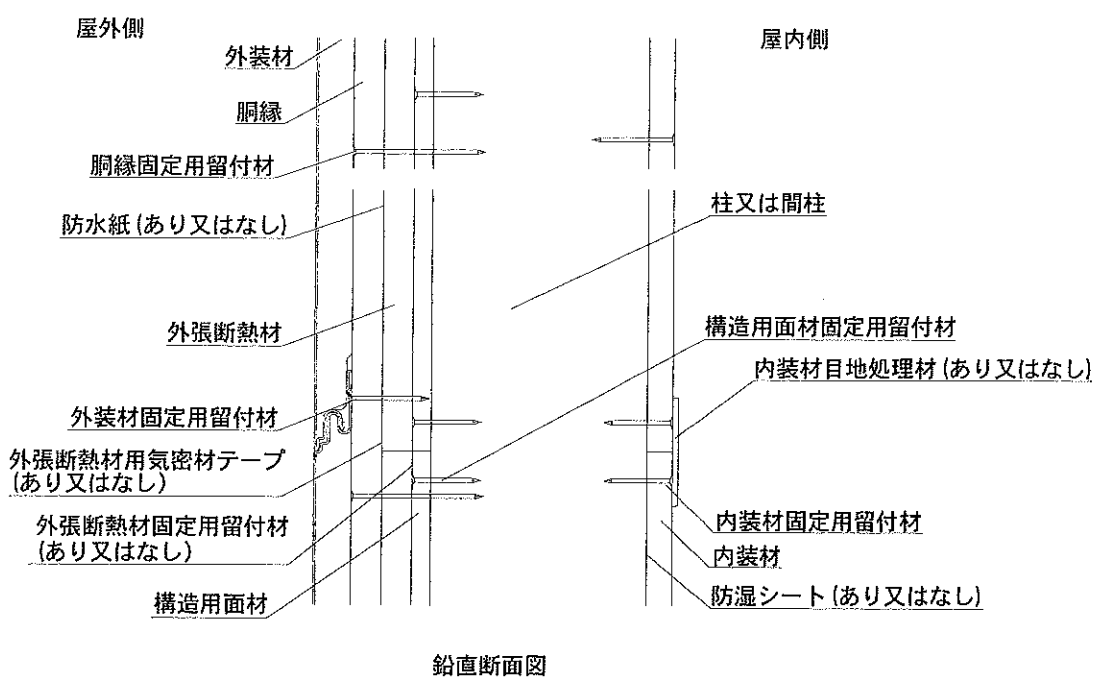 屋外側
外装材
胴縁
胴縁固定用留付材
防水紙(あり又はなし)
外張断熱材
外装材固定用留付材
外張断熱材用気密材テープ
(あり又はなし)
外張断熱材固定用留付材
(あり又はなし)
構造用面材
屋内側
柱又は間柱
構造用面材固定用留付材
内装材目地処理材(あり又はなし)
内装材固定用留付材
内装材
防湿シート(あり又はなし)
鉛直断面図